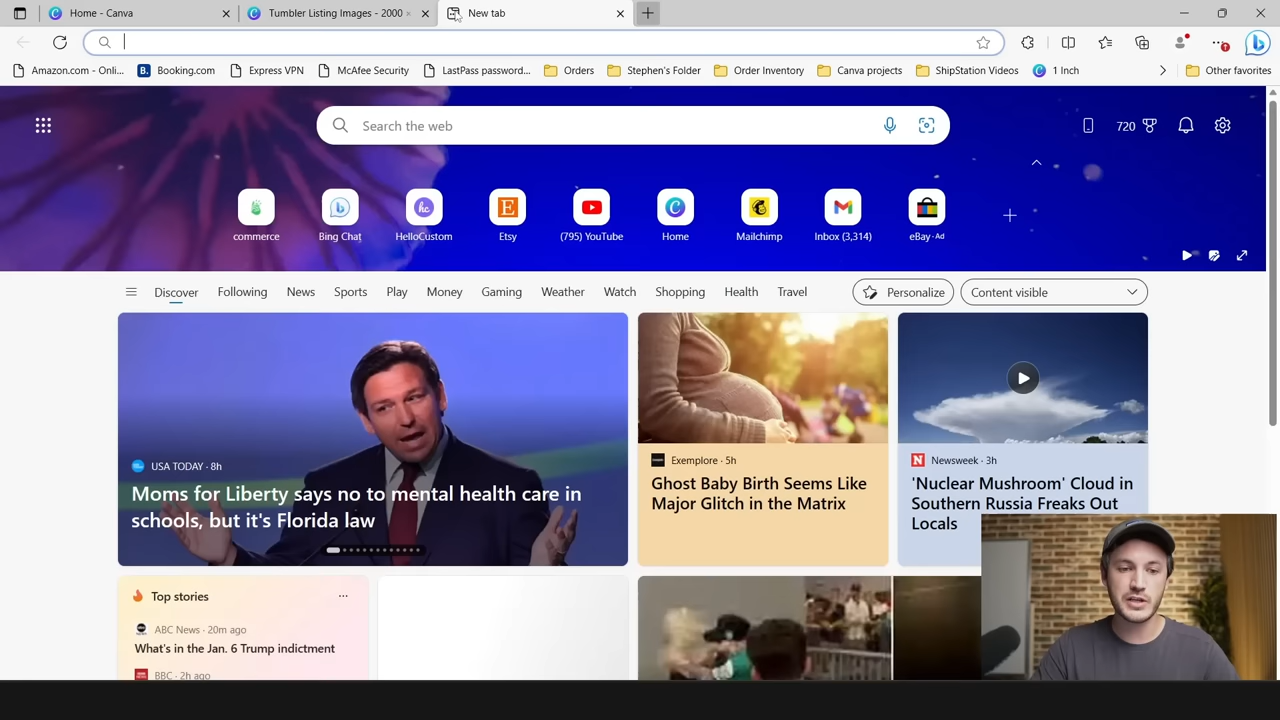 Home - Canva
Tumbler Listing Images - 2000 ×
New tab
Amazon.com - Onli...
B.
Booking.com
Express VPN
McAfee Security
LastPass password...
Orders
Stephen's Folder
Order Inventory
Canva projects
ShipStation Videos
1 Inch
Other favorites
Search the web
720
hc
E
commerce
Bing Chat
HelloCustom
Etsy
(795) YouTube
Home
Mailchimp
Inbox (3,314)
eBay · Ad
Discover
Following
News
Sports
Play
Money
Gaming
Weather
Watch
Shopping
Health
Travel
Personalize
Content visible
USA TODAY · 8h
Moms for Liberty says no to mental health care in
schools, but it's Florida law
Exemplore · 5h
Ghost Baby Birth Seems Like
Major Glitch in the Matrix
N
Newsweek · 3h
'Nuclear Mushroom' Cloud in
Southern Russia Freaks Out
Locals
Top stories
ABC News · 20m ago
What's in the Jan. 6 Trump indictment
BBC · 2h ago